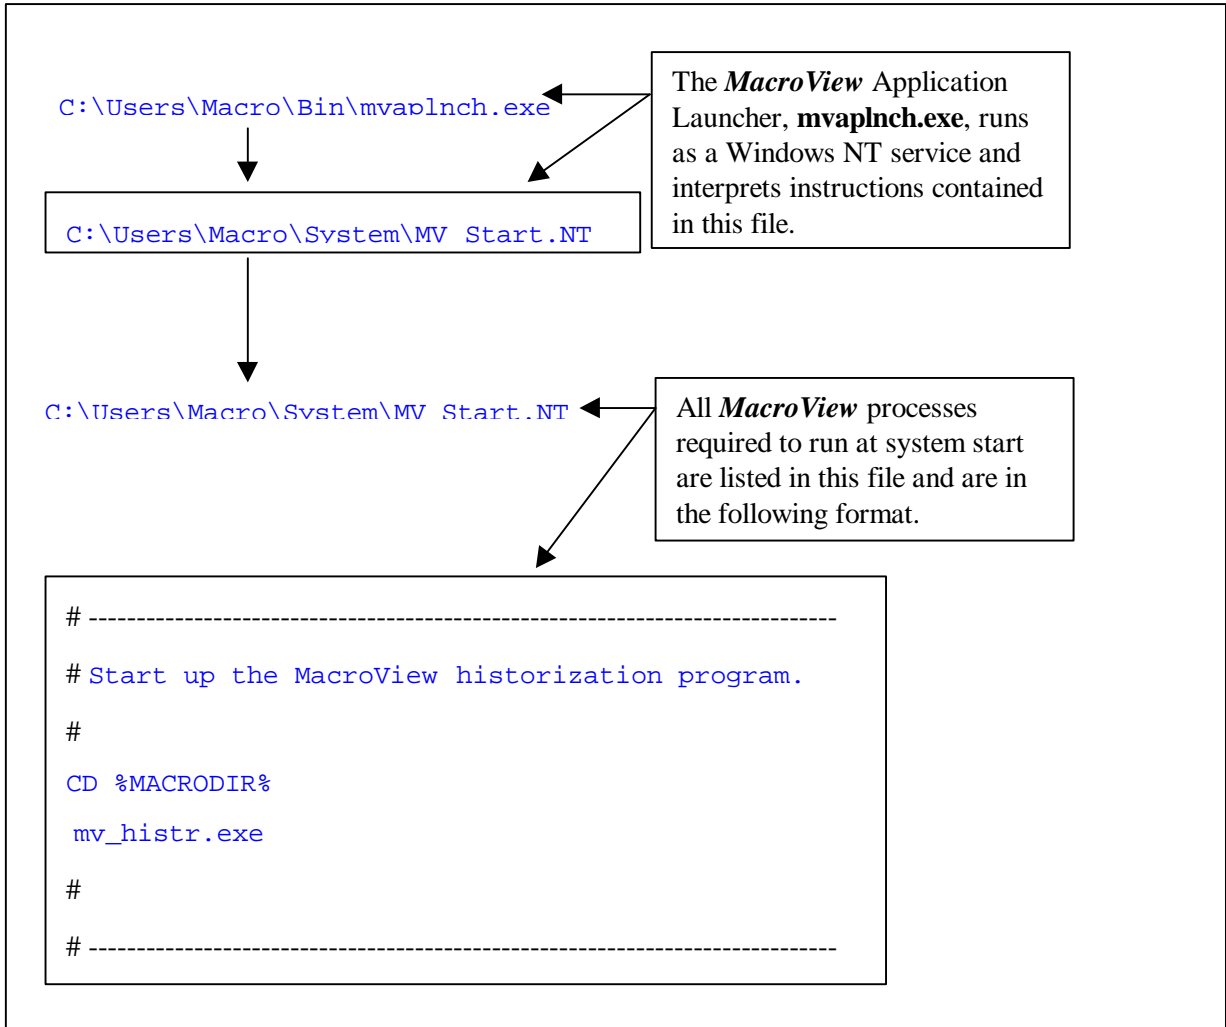 C:\Users\Macro\Bin\mvaplnch.exe
The MacroView Application
Launcher, mvaplnch.exe, runs
as a Windows NT service and
interprets instructions contained
in this file.
C:\Users\Macro\System\MV_Start.NT
C:\Users\Macro\System\MV_Start.NT
All MacroView processes
required to run at system start
are listed in this file and are in
the following format.
# --------------------------------------------------------------------------
# Start up the MacroView historization program.
#
CD %MACRODIR%
mv_histr.exe
#
# --------------------------------------------------------------------------